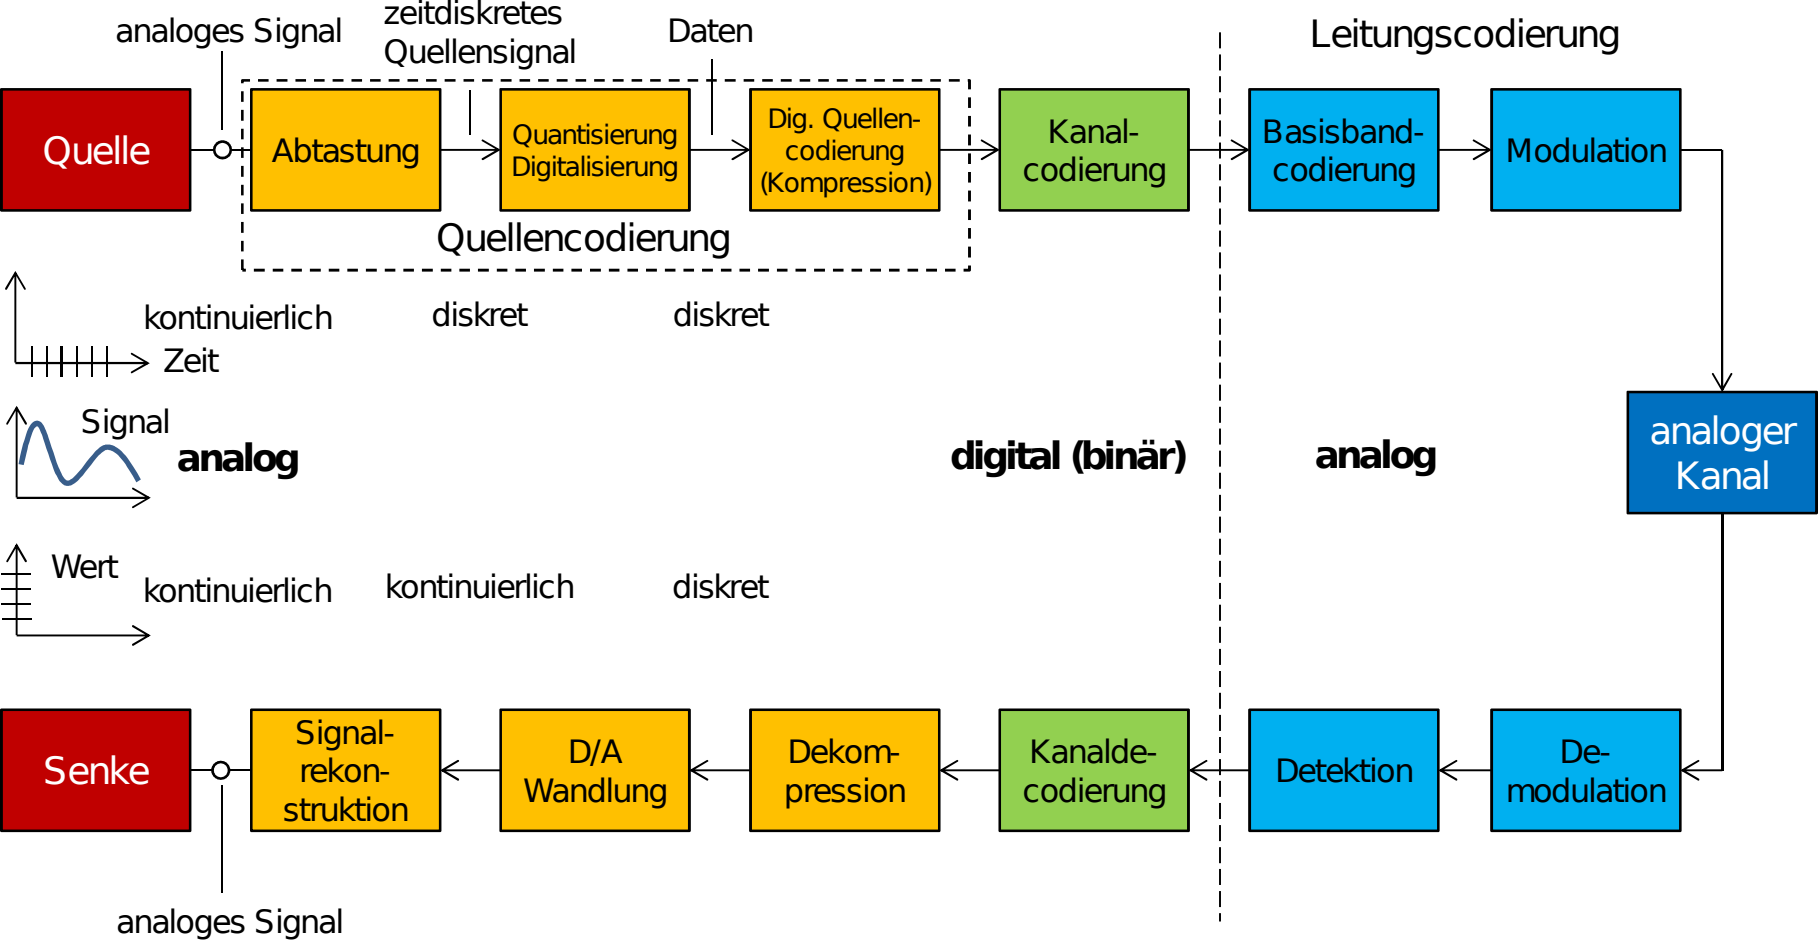 analoges Signal
zeitdiskretes
Quellensignal
Daten
Leitungscodierung
Quelle
Abtastung
Quantisierung
Digitalisierung
Dig. Quellen-
codierung
(Kompression)
Kanal-
codierung
Basisband-
codierung
Modulation
Quellencodierung
kontinuierlich
diskret
diskret
Zeit
Signal
analog
digital (binär)
analog
analoger
Kanal
Wert
kontinuierlich
kontinuierlich
diskret
Senke
Signal-
rekon-
struktion
D/A
Wandlung
Dekom-
pression
Kanalde-
codierung
Detektion
De-
modulation
analoges Signal